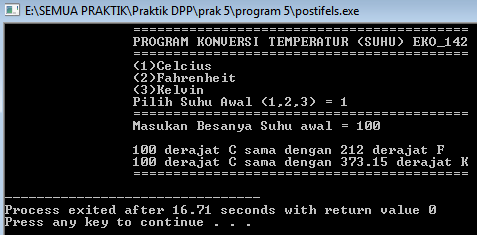 E:\SEMUA PRAKTIK\Praktik DPP\prak 5\program 5\postifels.exe
==========================================
PROGRAM KONVERSI TEMPERATUR (SUHU) EKO_142
==========================================
(1)Celcius
(2)Fahrenheit
(3)Kelvin
Pilih Suhu Awal (1,2,3) = 1
==========================================
Masukan Besanya Suhu awal = 100
100 derajat C sama dengan 212 derajat F
100 derajat C sama dengan 373.15 derajat K
==========================================
--------------------------------
Process exited after 16.71 seconds with return value 0
Press any key to continue . . .